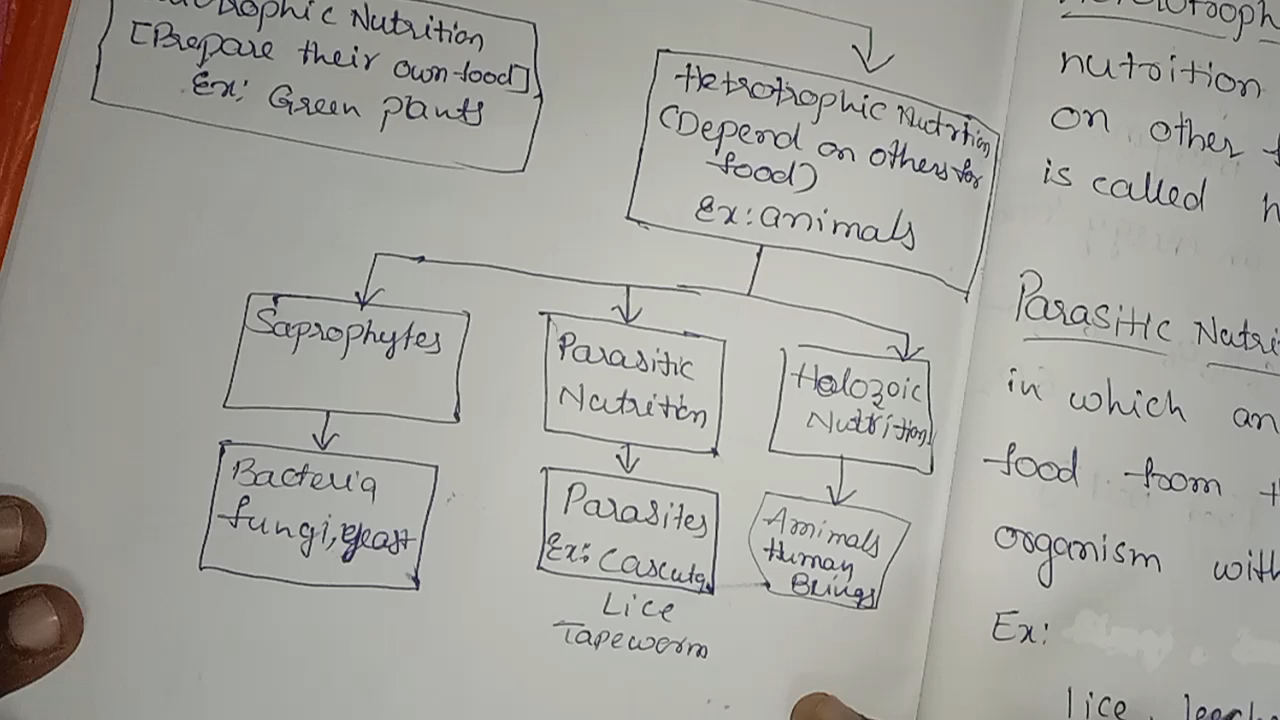 Nutrition
[Prepare their own food]
Ex: Green plants
Hetrotrophic Nutrition
(Depend on others for
food)
Ex: animals
Saprophytes
Bacteria
fungi, yeast
Parasitic
Nutrition
Parasites
Ex: Cascuta
Lice
Tapeworm
Holozoic
Nutrition
Animals
Human
Beings
nutrition
on other
is called
Parasitic Nutri
in which an
food from
organism with
Ex:
lice,